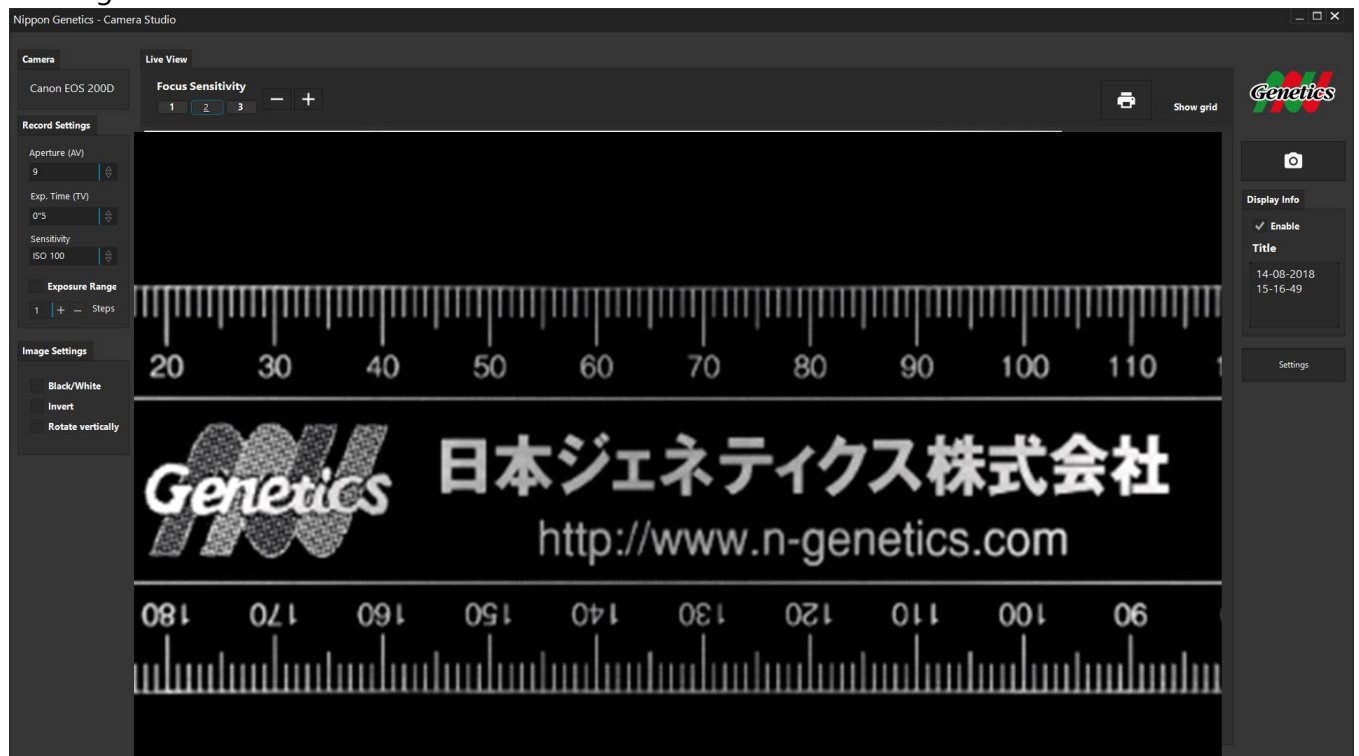 Nippon Genetics - Camera Studio
Camera
Live View
Canon EOS 200D
Focus Sensitivity
1 2 3 − +
Show grid
Genetics
Record Settings
Aperture (AV)
9
Exp. Time (TV)
0"5
Sensitivity
ISO 100
Exposure Range
1 + − Steps
Image Settings
Black/White
Invert
Rotate vertically
20 30 40 50 60 70 80 90 100 110 1
Genetics
日本ジェネティクス株式会社
http://www.n-genetics.com
180 170 160 150 140 130 120 110 100 90
Display Info
Enable
Title
14-08-2018
15-16-49
Settings